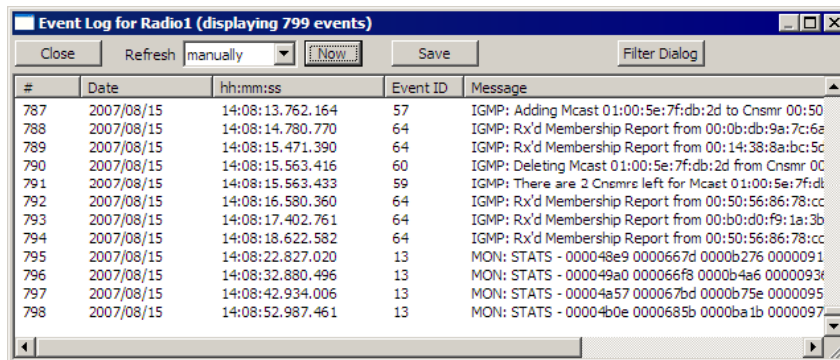 Event Log for Radio1 (displaying 799 events)
Close Refresh manually Now Save Filter Dialog
# Date hh:mm:ss Event ID Message
787 2007/08/15 14:08:13.762.164 57 IGMP: Adding Mcast 01:00:5e:7f:db:2d to Cnsmr 00:50
788 2007/08/15 14:08:14.780.770 64 IGMP: Rx'd Membership Report from 00:0b:db:9a:7c:6a
789 2007/08/15 14:08:15.471.390 64 IGMP: Rx'd Membership Report from 00:14:38:8a:bc:5c
790 2007/08/15 14:08:15.563.416 60 IGMP: Deleting Mcast 01:00:5e:7f:db:2d from Cnsmr 00
791 2007/08/15 14:08:15.563.433 59 IGMP: There are 2 Cnsmrs left for Mcast 01:00:5e:7f:db
792 2007/08/15 14:08:16.580.360 64 IGMP: Rx'd Membership Report from 00:50:56:86:78:cc
793 2007/08/15 14:08:17.402.761 64 IGMP: Rx'd Membership Report from 00:b0:d0:f9:1a:3b
794 2007/08/15 14:08:18.622.582 64 IGMP: Rx'd Membership Report from 00:50:56:86:78:cc
795 2007/08/15 14:08:22.827.020 13 MON: STATS - 000048e9 0000667d 0000b276 0000091
796 2007/08/15 14:08:32.880.496 13 MON: STATS - 000049a0 000066f8 0000b4a6 00000936
797 2007/08/15 14:08:42.934.006 13 MON: STATS - 00004a57 000067bd 0000b75e 0000095
798 2007/08/15 14:08:52.987.461 13 MON: STATS - 00004b0e 0000685b 0000ba1b 0000097